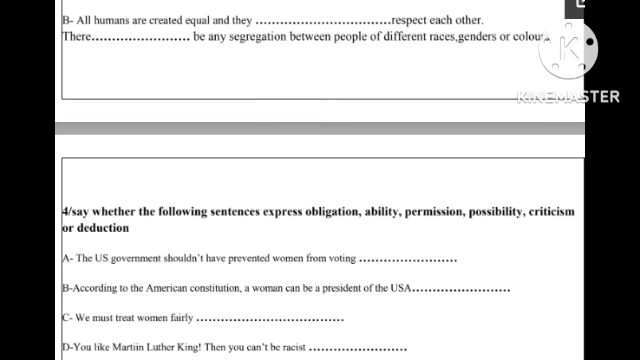 B- All humans are created equal and they ........................................respect each other.
There............................ be any segregation between people of different races,genders or colours
KINEMASTER
4/say whether the following sentences express obligation, ability, permission, possibility, criticism
or deduction
A- The US government shouldn't have prevented women from voting ............................
B-According to the American constitution, a woman can be a president of the USA............................
C- We must treat women fairly ..........................................
D-You like Martiin Luther King! Then you can't be racist ............................